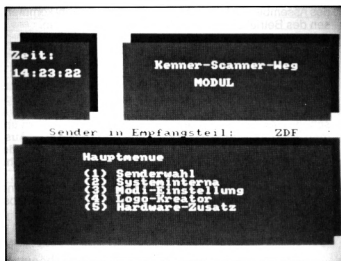 Zeit:
14:23:22
Kenner-Scanner-Weg
MODUL
Sender in Empfangsteil: ZDF
Hauptmenue
(1) Senderwahl
(2) Systeminterna
(3) Modi-Einstellung
(4) Logo-Kreator
(5) Hardware-Zusatz